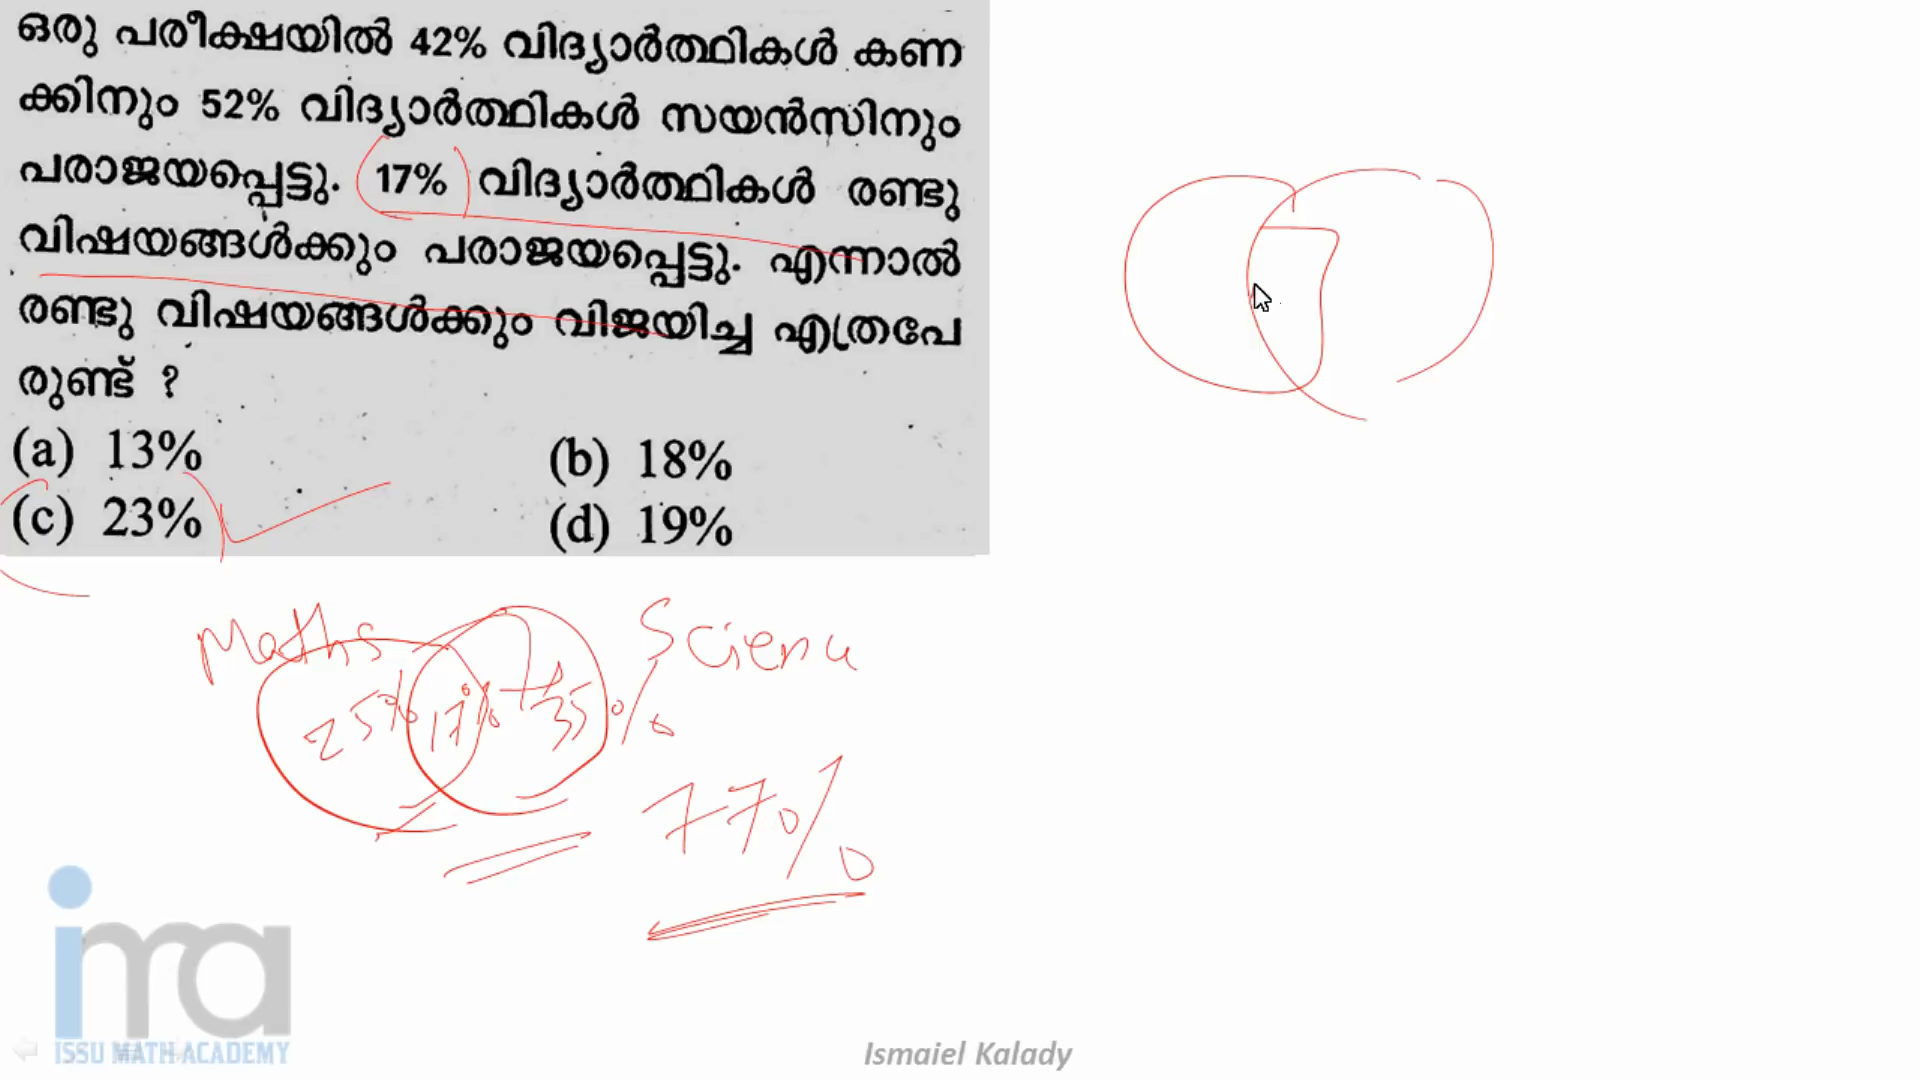 ഒരു പരീക്ഷയിൽ 42% വിദ്യാർത്ഥികൾ കണ
ക്കിനും 52% വിദ്യാർത്ഥികൾ സയൻസിനും
പരാജയപ്പെട്ടു. 17% വിദ്യാർത്ഥികൾ രണ്ടു
വിഷയങ്ങൾക്കും പരാജയപ്പെട്ടു. എന്നാൽ
രണ്ടു വിഷയങ്ങൾക്കും വിജയിച്ച എത്രപേ
രുണ്ട് ?
(a) 13% (b) 18%
(c) 23% (d) 19%
Maths Science
25% 17% 35%
77%
ima
ISSU MATH ACADEMY
Ismaiel Kalady